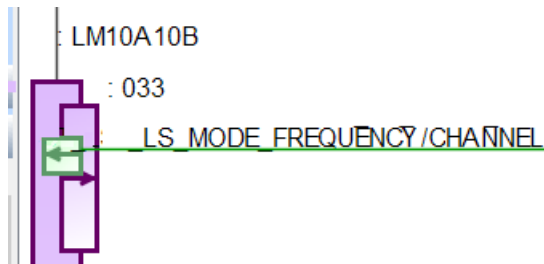 : LM10A10B
: 033
: _LS_MODE_FREQUENCY/CHANNEL